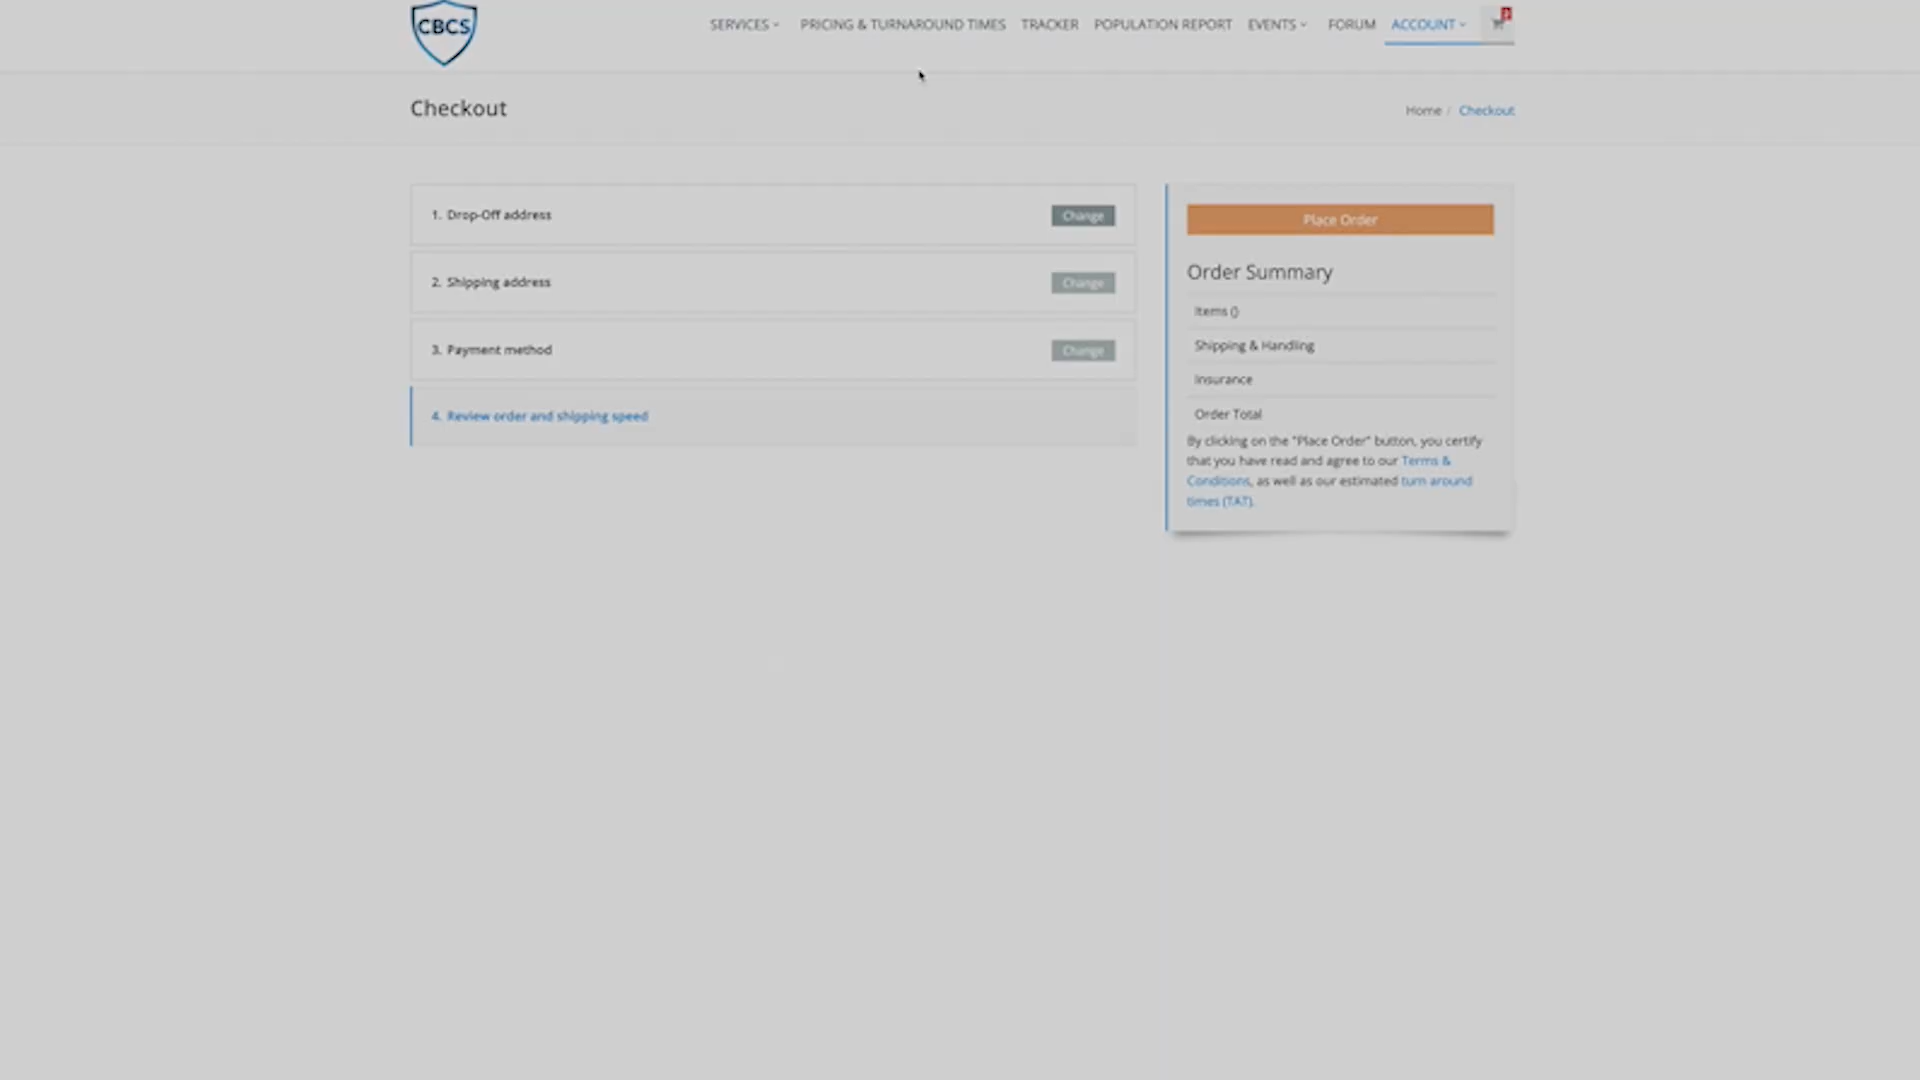 CBCS
SERVICES
PRICING & TURNAROUND TIMES
TRACKER
POPULATION REPORT
EVENTS
FORUM
ACCOUNT
Checkout
Home / Checkout
1. Drop-Off address
Change
2. Shipping address
Change
3. Payment method
Change
4. Review order and shipping speed
Place Order
Order Summary
Items ()
Shipping & Handling
Insurance
Order Total
By clicking on the "Place Order" button, you certify
that you have read and agree to our Terms &
Conditions, as well as our estimated turn around
times (TAT).